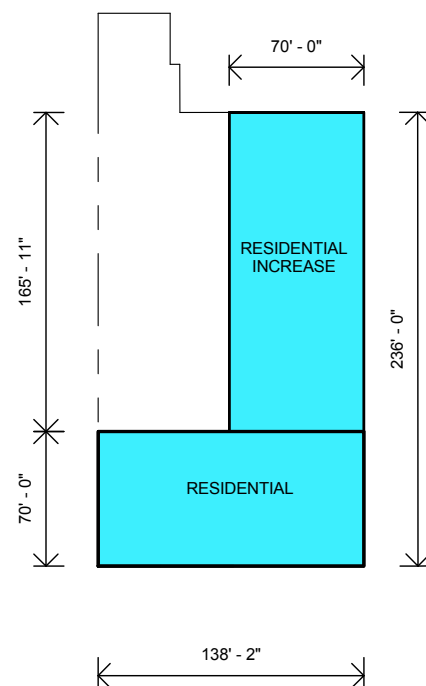 70' - 0"
165' - 11"
RESIDENTIAL
INCREASE
236' - 0"
70' - 0"
RESIDENTIAL
138' - 2"